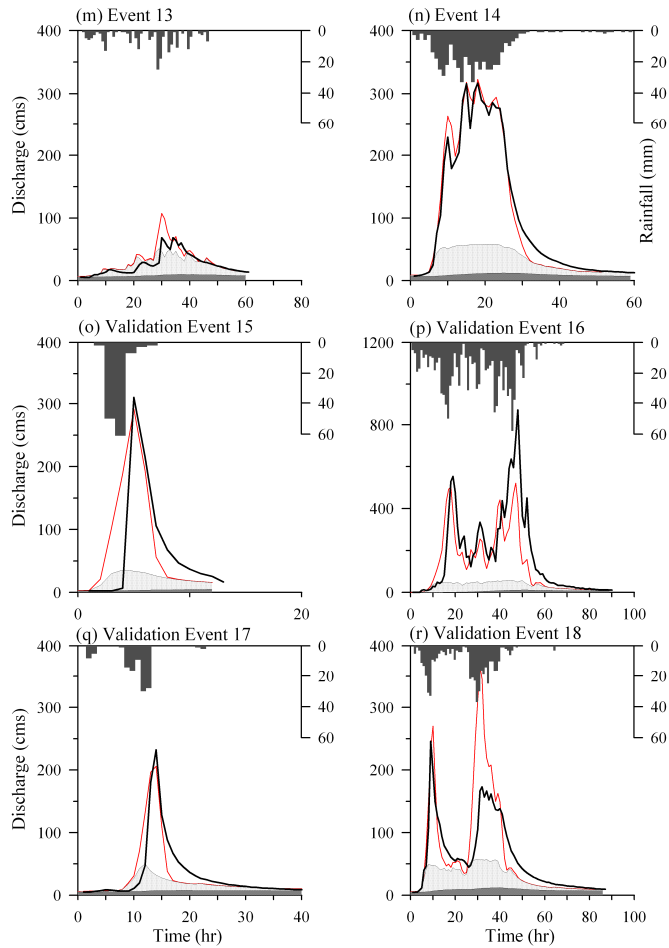 (m) Event 13
(n) Event 14
400 0 400 0
20 20
300 40 300 40
60 60
200 200
100 100
0 0
0 20 40 60 80 0 20 40 60
Discharge (cms)
Rainfall (mm)
(o) Validation Event 15
(p) Validation Event 16
400 0 1200 0
20 20
300 40 800 40
60 60
200
400
100
0 0
0 20 0 20 40 60 80 100
Discharge (cms)
(q) Validation Event 17
(r) Validation Event 18
400 0 400 0
20 20
300 40 300 40
60 60
200 200
100 100
0 0
0 10 20 30 40 0 20 40 60 80 100
Discharge (cms)
Time (hr)
Time (hr)